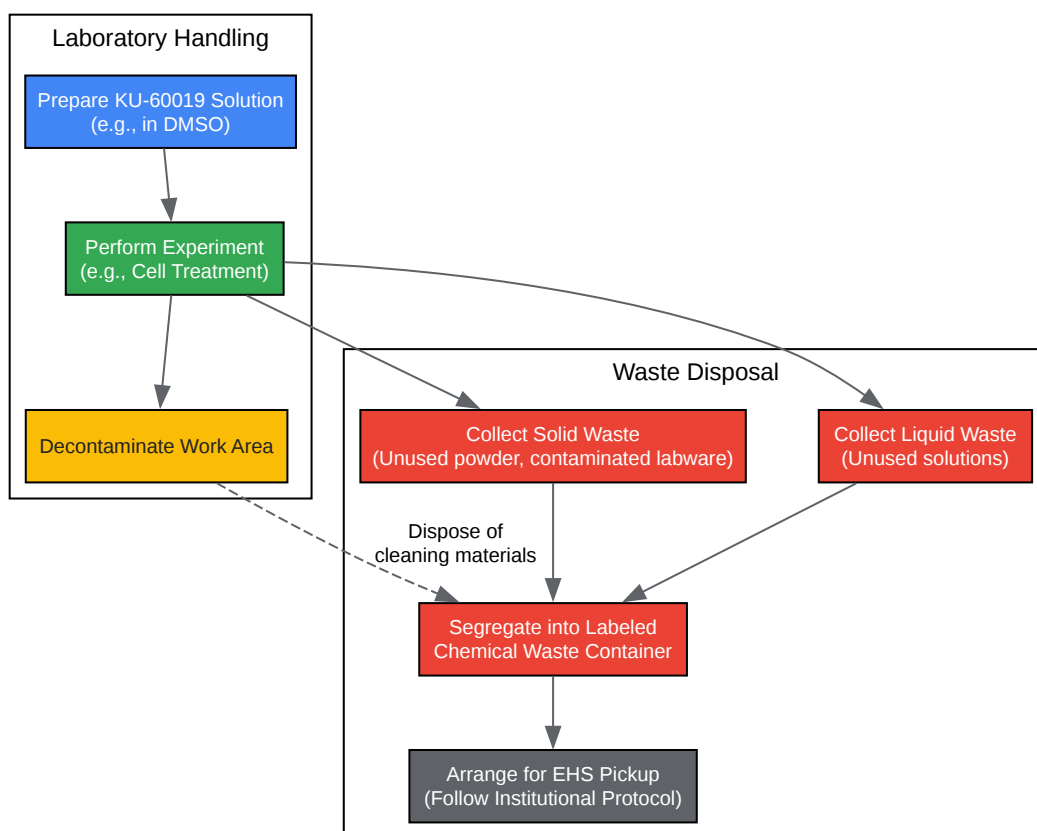 Laboratory Handling
Prepare KU-60019 Solution
(e.g., in DMSO)
Perform Experiment
(e.g., Cell Treatment)
Decontaminate Work Area
Waste Disposal
Collect Solid Waste
(Unused powder, contaminated labware)
Collect Liquid Waste
(Unused solutions)
Dispose of
cleaning materials
Segregate into Labeled
Chemical Waste Container
Arrange for EHS Pickup
(Follow Institutional Protocol)